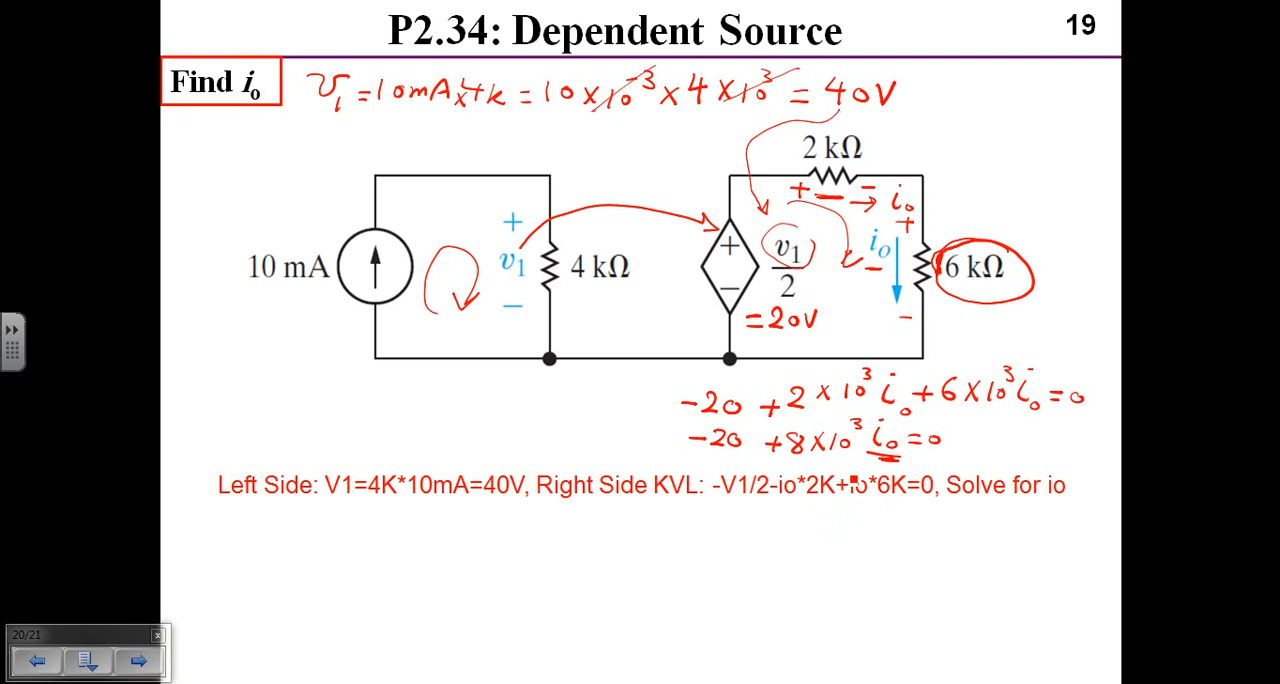 P2.34: Dependent Source
19
Find i₀
V₁ = 10mA × 4k = 10 × 10⁻³ × 4 × 10³ = 40V
2 kΩ
+ − → i₀
10 mA
+
v₁
−
4 kΩ
+
−
v₁/2
= 20V
i₀
+
−
6 kΩ
-20 + 2 × 10³ i₀ + 6 × 10³ i₀ = 0
-20 + 8 × 10³ i₀ = 0
Left Side: V1=4K*10mA=40V, Right Side KVL: -V1/2-io*2K+io*6K=0, Solve for io
20/21
x